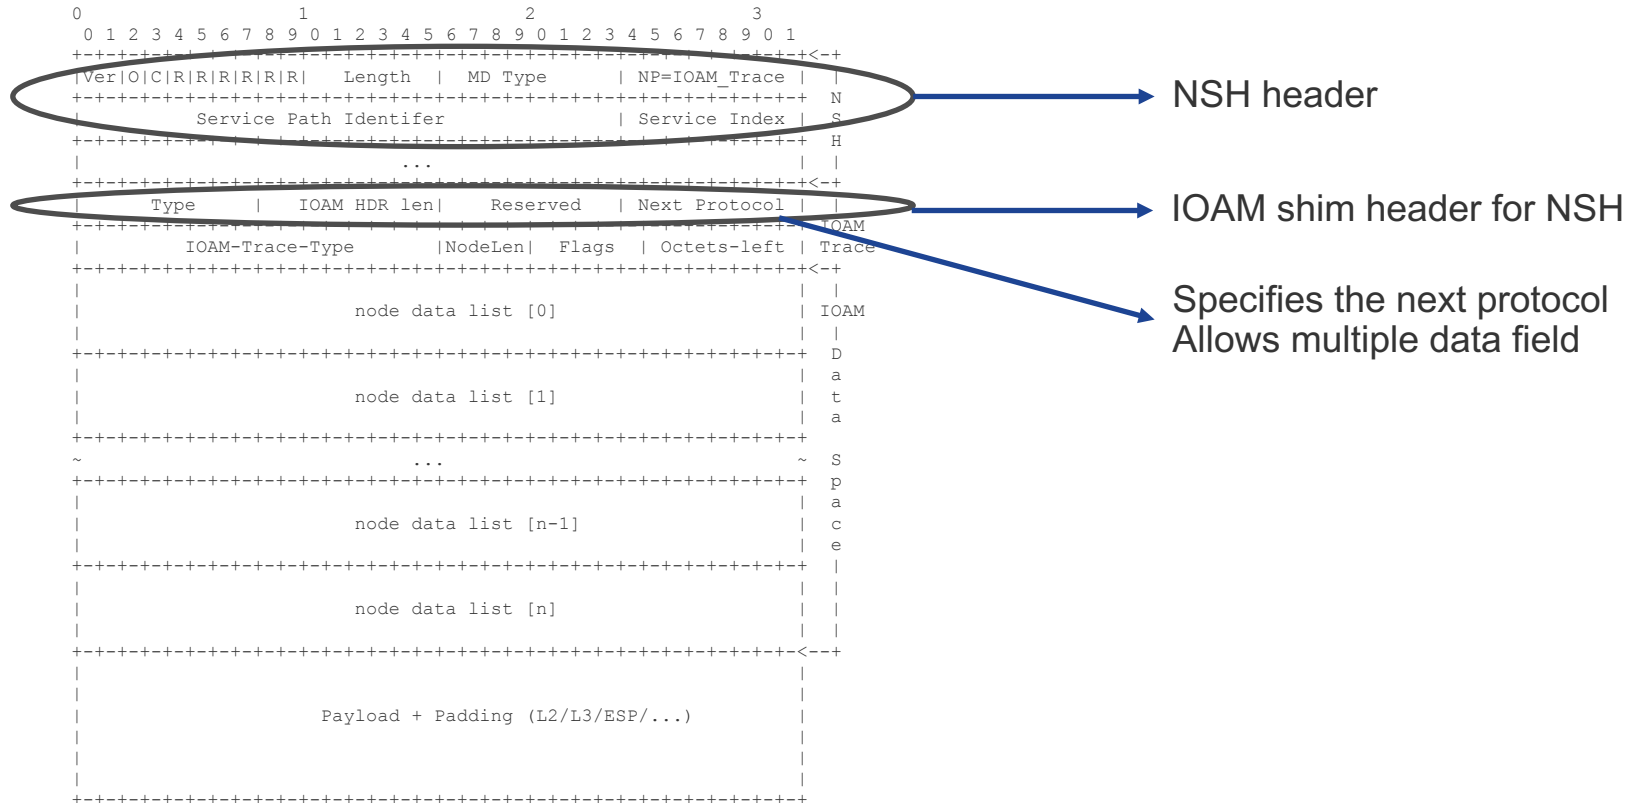 0                   1                   2                   3
 0 1 2 3 4 5 6 7 8 9 0 1 2 3 4 5 6 7 8 9 0 1 2 3 4 5 6 7 8 9 0 1
+-+-+-+-+-+-+-+-+-+-+-+-+-+-+-+-+-+-+-+-+-+-+-+-+-+-+-+-+-+-+-+-+<-+
|Ver|O|C|R|R|R|R|R|R|   Length  |  MD Type      | NP=IOAM_Trace |  |
+-+-+-+-+-+-+-+-+-+-+-+-+-+-+-+-+-+-+-+-+-+-+-+-+-+-+-+-+-+-+-+-+  N
|          Service Path Identifer               | Service Index |  S
+-+-+-+-+-+-+-+-+-+-+-+-+-+-+-+-+-+-+-+-+-+-+-+-+-+-+-+-+-+-+-+-+  H
|                            ...                                |  |
+-+-+-+-+-+-+-+-+-+-+-+-+-+-+-+-+-+-+-+-+-+-+-+-+-+-+-+-+-+-+-+-+<-+
|      Type     |   IOAM HDR len|    Reserved   | Next Protocol |  |
+-+-+-+-+-+-+-+-+-+-+-+-+-+-+-+-+-+-+-+-+-+-+-+-+-+-+-+-+-+-+-+-+ IOAM
|         IOAM-Trace-Type       |NodeLen|  Flags  | Octets-left | Trace
+-+-+-+-+-+-+-+-+-+-+-+-+-+-+-+-+-+-+-+-+-+-+-+-+-+-+-+-+-+-+-+-+<-+
|                                                               |  |
|                        node data list [0]                     | IOAM
|                                                               |  |
+-+-+-+-+-+-+-+-+-+-+-+-+-+-+-+-+-+-+-+-+-+-+-+-+-+-+-+-+-+-+-+-+  D
|                                                               |  a
|                        node data list [1]                     |  t
|                                                               |  a
+-+-+-+-+-+-+-+-+-+-+-+-+-+-+-+-+-+-+-+-+-+-+-+-+-+-+-+-+-+-+-+-+
~                             ...                               ~  S
+-+-+-+-+-+-+-+-+-+-+-+-+-+-+-+-+-+-+-+-+-+-+-+-+-+-+-+-+-+-+-+-+  p
|                                                               |  a
|                        node data list [n-1]                   |  c
|                                                               |  e
+-+-+-+-+-+-+-+-+-+-+-+-+-+-+-+-+-+-+-+-+-+-+-+-+-+-+-+-+-+-+-+-+  |
|                                                               |  |
|                        node data list [n]                     |  |
|                                                               |  |
+-+-+-+-+-+-+-+-+-+-+-+-+-+-+-+-+-+-+-+-+-+-+-+-+-+-+-+-+-+-+-+-<--+
|                                                               |
|                                                               |
|                     Payload + Padding (L2/L3/ESP/...)         |
|                                                               |
|                                                               |
|                                                               |
+-+-+-+-+-+-+-+-+-+-+-+-+-+-+-+-+-+-+-+-+-+-+-+-+-+-+-+-+-+-+-+-+
NSH header
IOAM shim header for NSH
Specifies the next protocol
Allows multiple data field